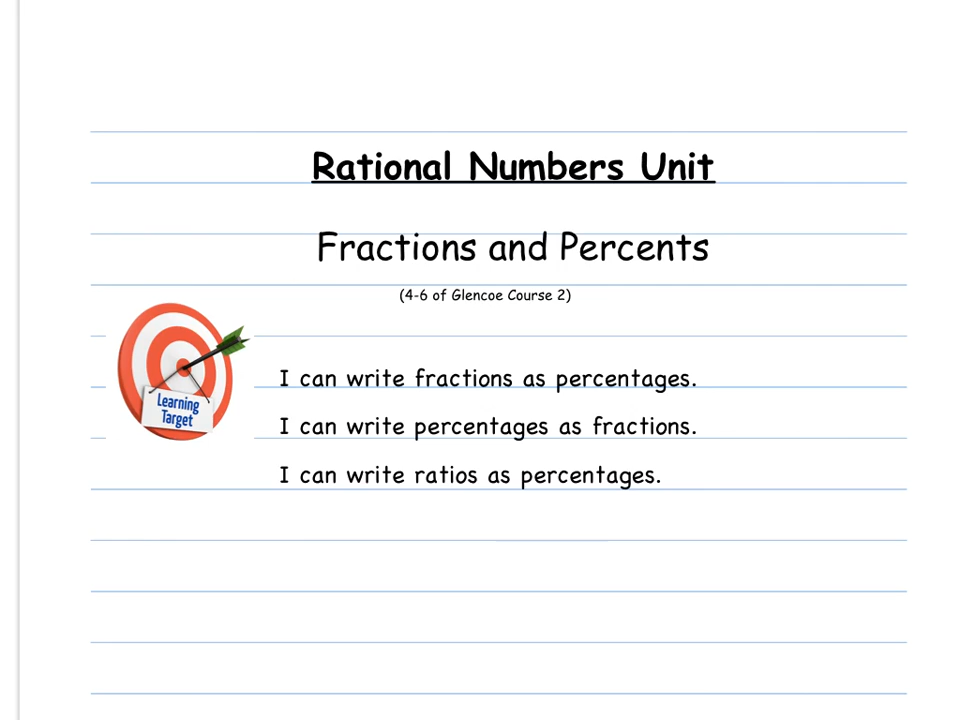 Rational Numbers Unit
Fractions and Percents
(4-6 of Glencoe Course 2)
I can write fractions as percentages.
Learning
Target
I can write percentages as fractions.
I can write ratios as percentages.